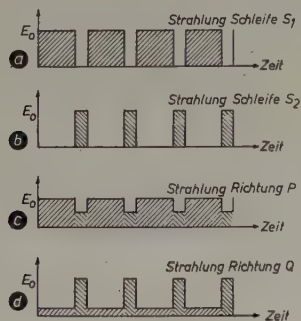 Strahlung Schleife S₁
E₀
a
Zeit
Strahlung Schleife S₂
E₀
b
Zeit
Strahlung Richtung P
E₀
c
Zeit
Strahlung Richtung Q
E₀
d
Zeit